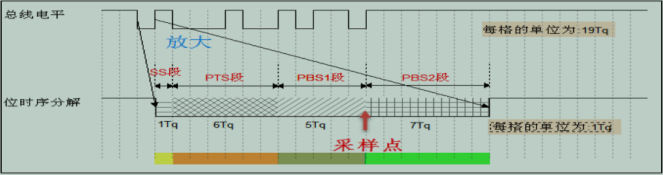 总线电平
每格的单位为:19Tq
放大
SS段 PTS段 PBS1段 PBS2段
位时序分解
1Tq 6Tq 5Tq 7Tq 每格的单位为:1Tq
采样点